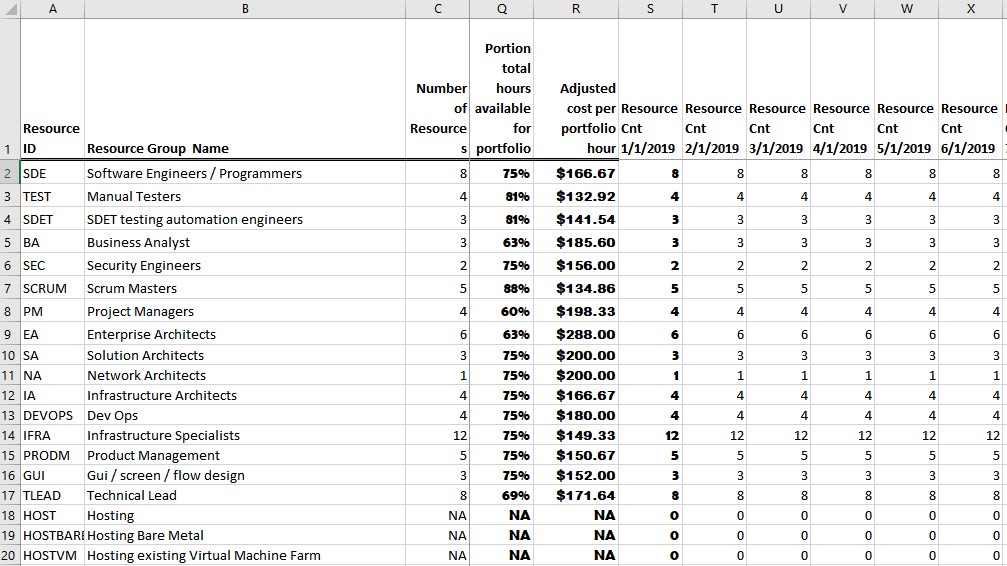 A B C Q R S T U V W X
1 Resource ID Resource Group Name Number of Resources Portion total hours available for portfolio Adjusted cost per portfolio hour Resource Cnt 1/1/2019 Resource Cnt 2/1/2019 Resource Cnt 3/1/2019 Resource Cnt 4/1/2019 Resource Cnt 5/1/2019 Resource Cnt 6/1/2019
2 SDE Software Engineers / Programmers 8 75% $166.67 8 8 8 8 8 8
3 TEST Manual Testers 4 81% $132.92 4 4 4 4 4 4
4 SDET SDET testing automation engineers 3 81% $141.54 3 3 3 3 3 3
5 BA Business Analyst 3 63% $185.60 3 3 3 3 3 3
6 SEC Security Engineers 2 75% $156.00 2 2 2 2 2 2
7 SCRUM Scrum Masters 5 88% $134.86 5 5 5 5 5 5
8 PM Project Managers 4 60% $198.33 4 4 4 4 4 4
9 EA Enterprise Architects 6 63% $288.00 6 6 6 6 6 6
10 SA Solution Architects 3 75% $200.00 3 3 3 3 3 3
11 NA Network Architects 1 75% $200.00 1 1 1 1 1 1
12 IA Infrastructure Architects 4 75% $166.67 4 4 4 4 4 4
13 DEVOPS Dev Ops 4 75% $180.00 4 4 4 4 4 4
14 IFRA Infrastructure Specialists 12 75% $149.33 12 12 12 12 12 12
15 PRODM Product Management 5 75% $150.67 5 5 5 5 5 5
16 GUI Gui / screen / flow design 3 75% $152.00 3 3 3 3 3 3
17 TLEAD Technical Lead 8 69% $171.64 8 8 8 8 8 8
18 HOST Hosting NA NA NA 0 0 0 0 0 0
19 HOSTBAR Hosting Bare Metal NA NA NA 0 0 0 0 0 0
20 HOSTVM Hosting existing Virtual Machine Farm NA NA NA 0 0 0 0 0 0